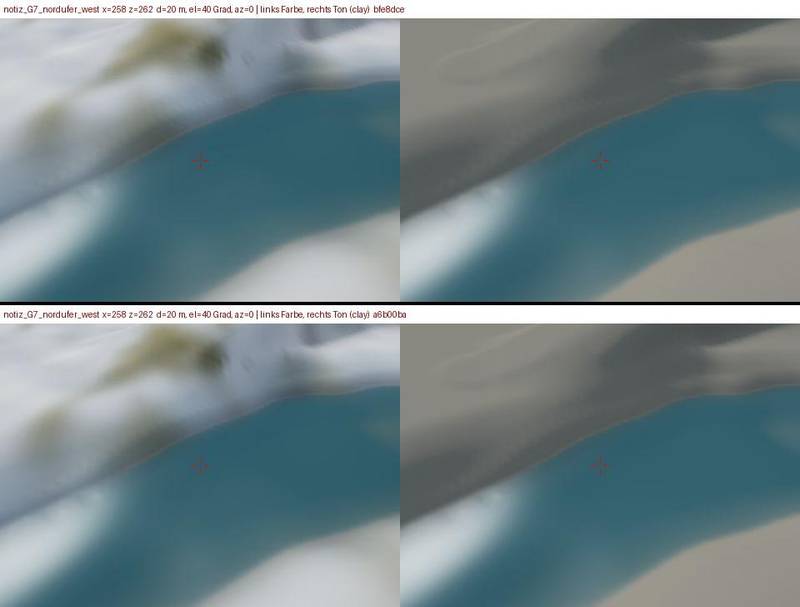 notiz_G7_nordufer_west x=258 z=262 d=20 m, el=40 Grad, az=0 | links Farbe, rechts Ton (clay) bfe8dce
notiz_G7_nordufer_west x=258 z=262 d=20 m, el=40 Grad, az=0 | links Farbe, rechts Ton (clay) a6b00ba